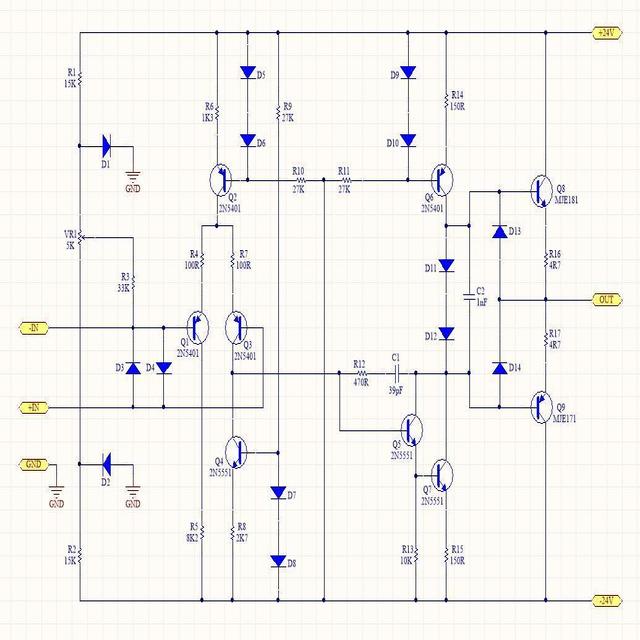 +24V
R1
15K
D5
D9
R6
1K3
R9
27K
R14
150R
D6
D10
D1
GND
R10
27K
R11
27K
Q2
2N5401
Q6
2N5401
Q8
MJE181
VR1
5K
R4
100R
R7
100R
D13
R16
4R7
D11
R3
33K
C2
1nF
OUT
-IN
Q1
2N5401
Q3
2N5401
D12
R17
4R7
D3
D4
R12
470R
C1
39pF
D14
+IN
Q9
MJE171
Q5
2N5551
Q4
2N5551
GND
GND
D2
GND
D7
Q7
2N5551
R2
15K
R5
8K2
R8
2K7
D8
R13
10K
R15
150R
-24V